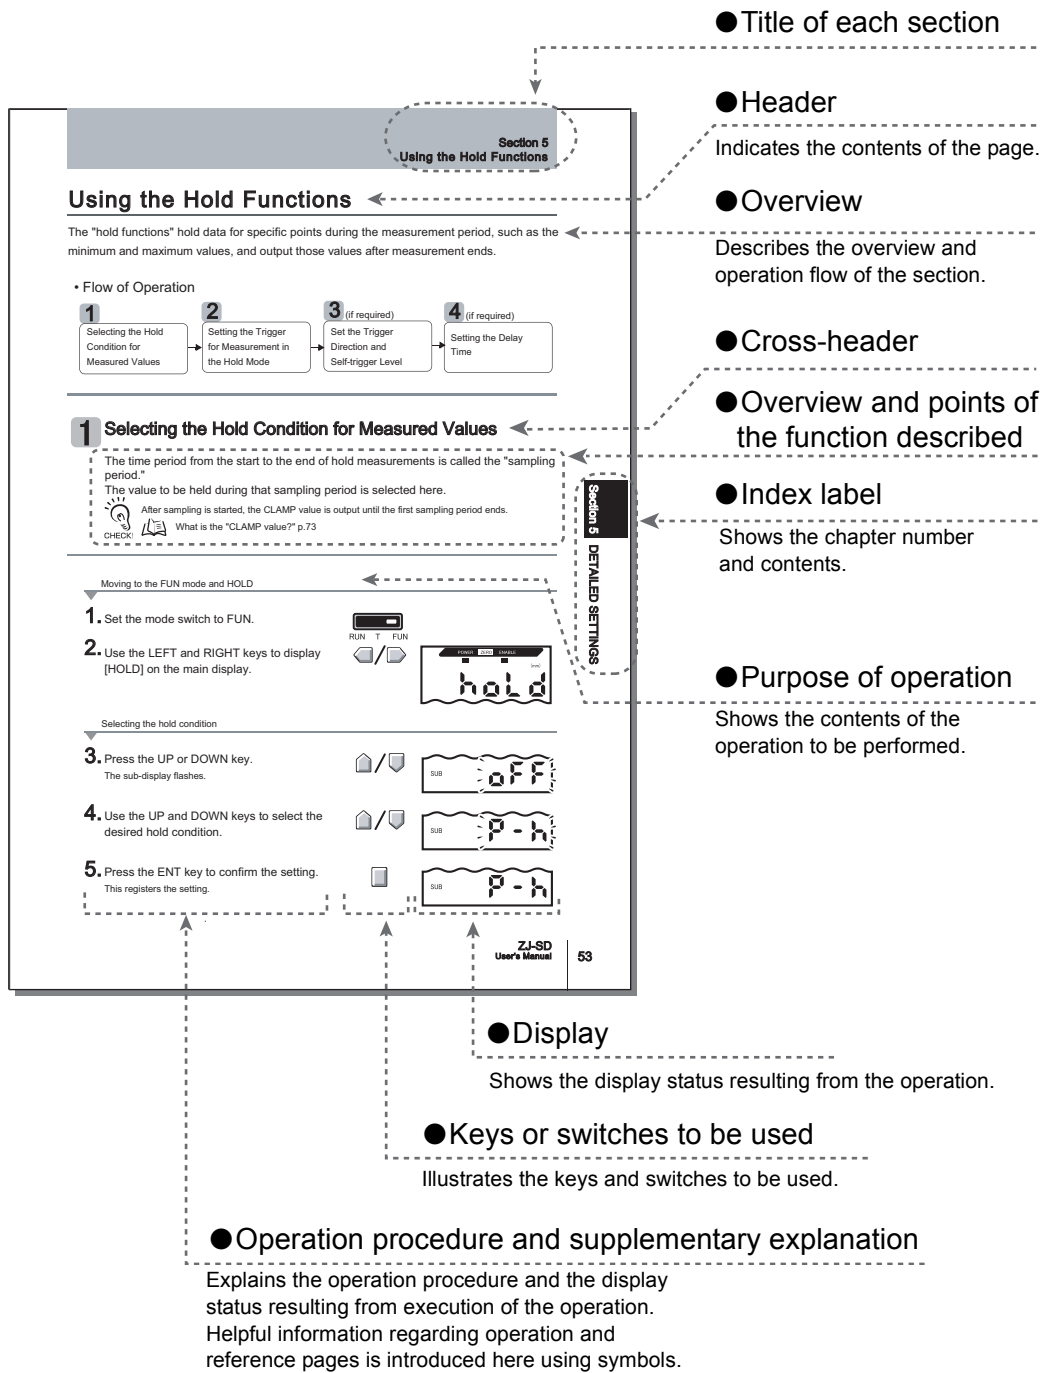 ●Title of each section
●Header
Indicates the contents of the page.
●Overview
Describes the overview and
operation flow of the section.
●Cross-header
●Overview and points of
the function described
●Index label
Shows the chapter number
and contents.
●Purpose of operation
Shows the contents of the
operation to be performed.
Section 5
Using the Hold Functions
Using the Hold Functions
The "hold functions" hold data for specific points during the measurement period, such as the
minimum and maximum values, and output those values after measurement ends.
• Flow of Operation
1
Selecting the Hold
Condition for
Measured Values
2
Setting the Trigger
for Measurement in
the Hold Mode
3 (if required)
Set the Trigger
Direction and
Self-trigger Level
4 (if required)
Setting the Delay
Time
1 Selecting the Hold Condition for Measured Values
The time period from the start to the end of hold measurements is called the "sampling
period."
The value to be held during that sampling period is selected here.
After sampling is started, the CLAMP value is output until the first sampling period ends.
CHECK!
What is the "CLAMP value?" p.73
Section 5
DETAILED SETTINGS
Moving to the FUN mode and HOLD
1. Set the mode switch to FUN.
RUN T FUN
2. Use the LEFT and RIGHT keys to display
[HOLD] on the main display.
/
POWER ZERO ENABLE
(mm)
hoLd
Selecting the hold condition
3. Press the UP or DOWN key.
The sub-display flashes.
/
SUB oFF
4. Use the UP and DOWN keys to select the
desired hold condition.
/
SUB P-h
5. Press the ENT key to confirm the setting.
This registers the setting.
SUB P-h
ZJ-SD
User's Manual
53
●Display
Shows the display status resulting from the operation.
●Keys or switches to be used
Illustrates the keys and switches to be used.
●Operation procedure and supplementary explanation
Explains the operation procedure and the display
status resulting from execution of the operation.
Helpful information regarding operation and
reference pages is introduced here using symbols.